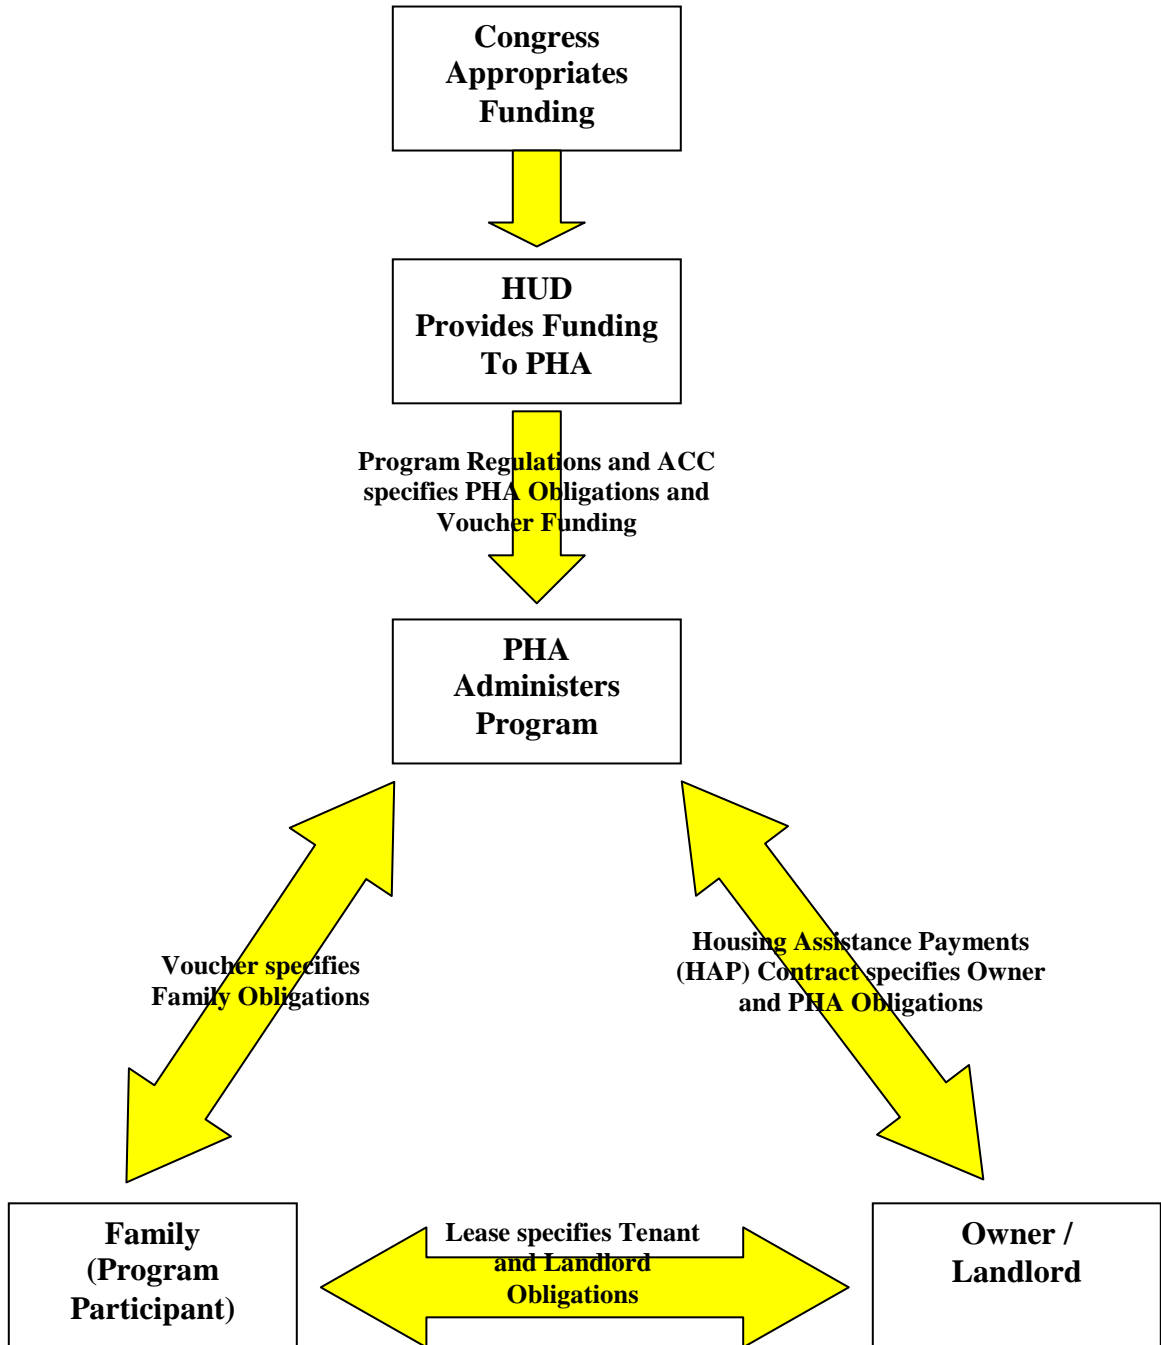 Congress
Appropriates
Funding
HUD
Provides Funding
To PHA
Program Regulations and ACC
specifies PHA Obligations and
Voucher Funding
PHA
Administers
Program
Voucher specifies
Family Obligations
Housing Assistance Payments
(HAP) Contract specifies Owner
and PHA Obligations
Family
(Program
Participant)
Lease specifies Tenant
and Landlord
Obligations
Owner /
Landlord